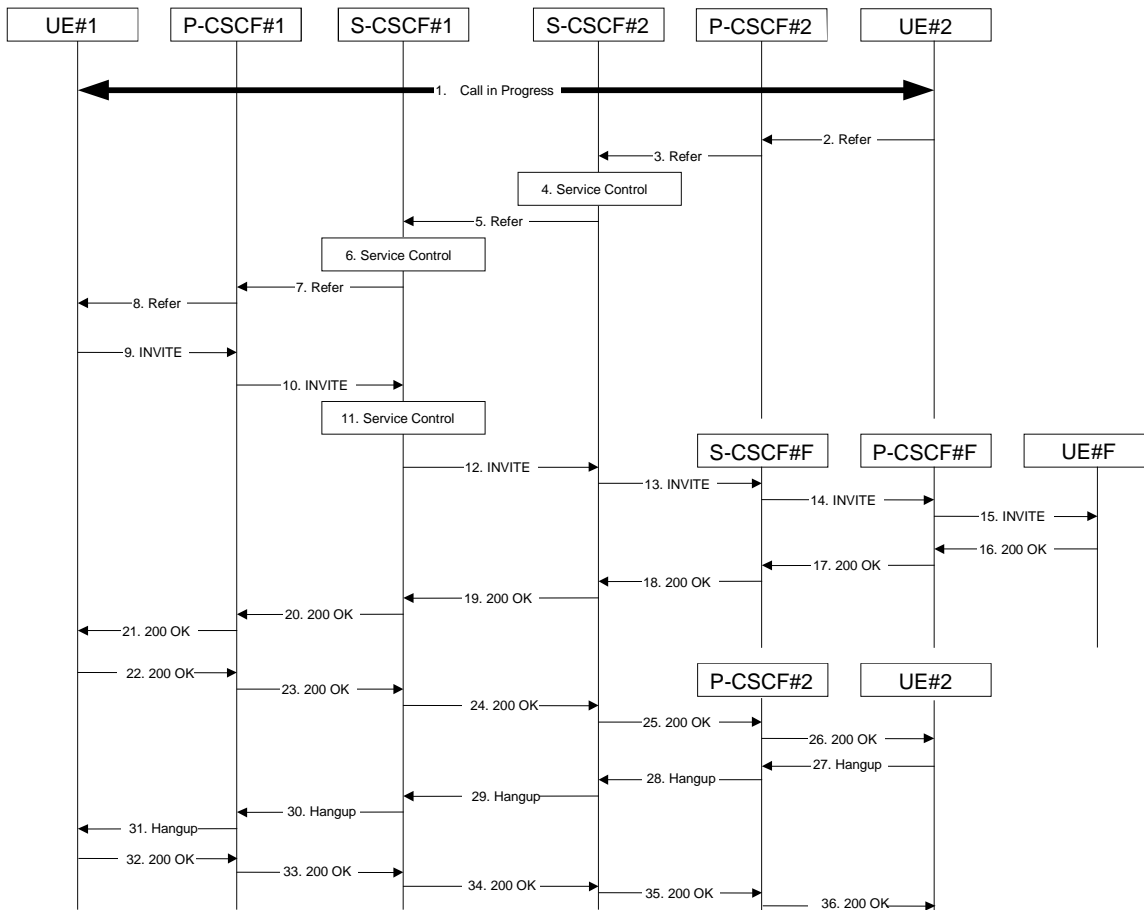 UE#1
P-CSCF#1
S-CSCF#1
S-CSCF#2
P-CSCF#2
UE#2
1. Call in Progress
2. Refer
3. Refer
4. Service Control
5. Refer
6. Service Control
7. Refer
8. Refer
9. INVITE
10. INVITE
11. Service Control
S-CSCF#F
P-CSCF#F
UE#F
12. INVITE
13. INVITE
14. INVITE
15. INVITE
16. 200 OK
17. 200 OK
18. 200 OK
19. 200 OK
20. 200 OK
21. 200 OK
22. 200 OK
P-CSCF#2
UE#2
23. 200 OK
24. 200 OK
25. 200 OK
26. 200 OK
27. Hangup
28. Hangup
29. Hangup
30. Hangup
31. Hangup
32. 200 OK
33. 200 OK
34. 200 OK
35. 200 OK
36. 200 OK